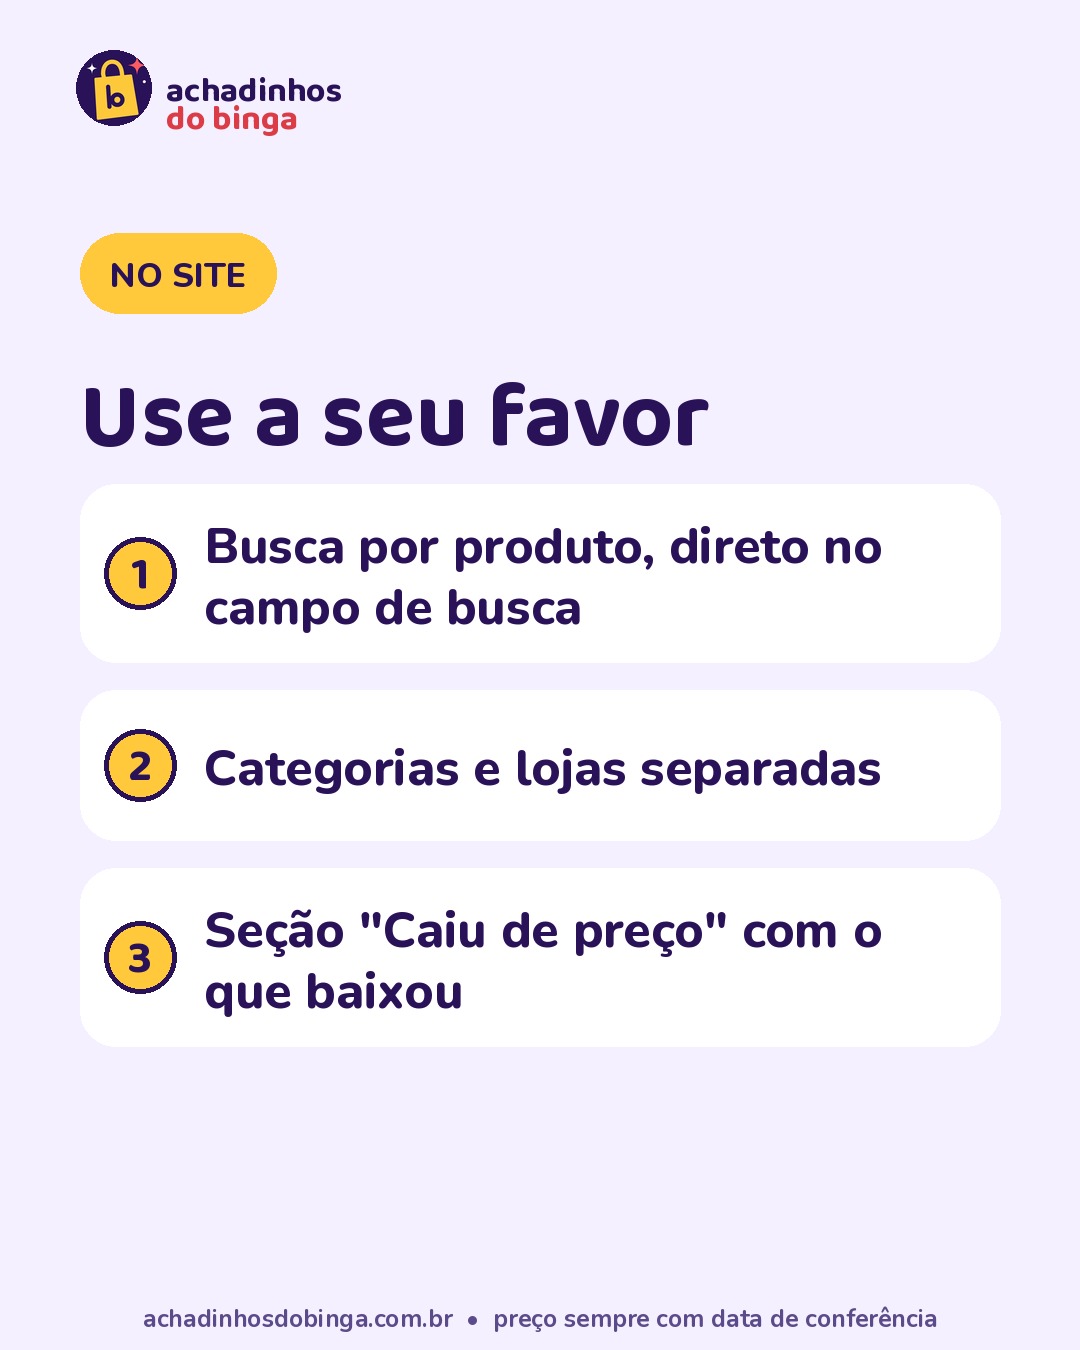 b
achadinhos
do binga
NO SITE
Use a seu favor
1
Busca por produto, direto no
campo de busca
2
Categorias e lojas separadas
3
Seção "Caiu de preço" com o
que baixou
achadinhosdobinga.com.br • preço sempre com data de conferência